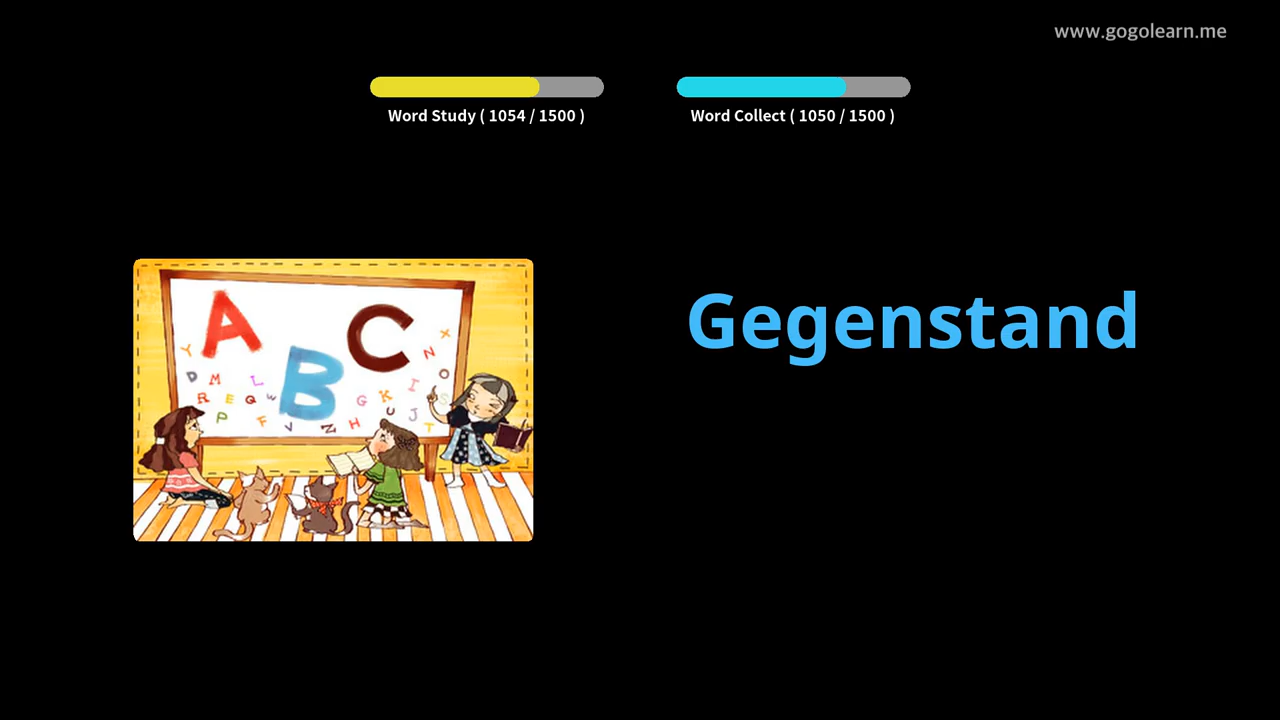 www.gogolearn.me
Word Study ( 1054 / 1500 )
Word Collect ( 1050 / 1500 )
Gegenstand
A
C
B
Y
X
N
D
M
L
O
I
R
E
Q
W
G
K
S
P
F
V
Z
H
U
J
T